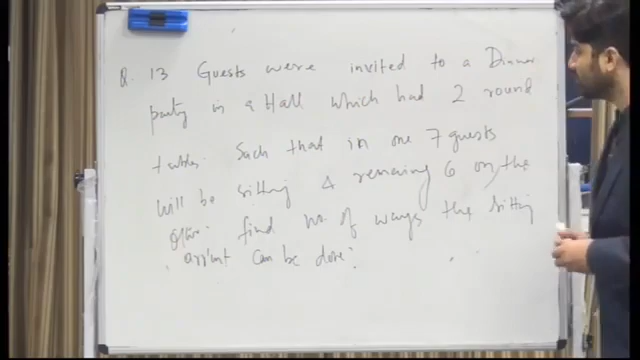 Q. 13 Guests were invited to a Dinner
party in a Hall which had 2 round
tables. Such that in one 7 guests
will be sitting & remaining 6 on the
other. find no. of ways the sitting
arr'mt can be done?